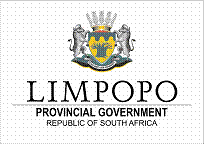 LIMPOPO
PROVINCIAL GOVERNMENT
REPUBLIC OF SOUTH AFRICA